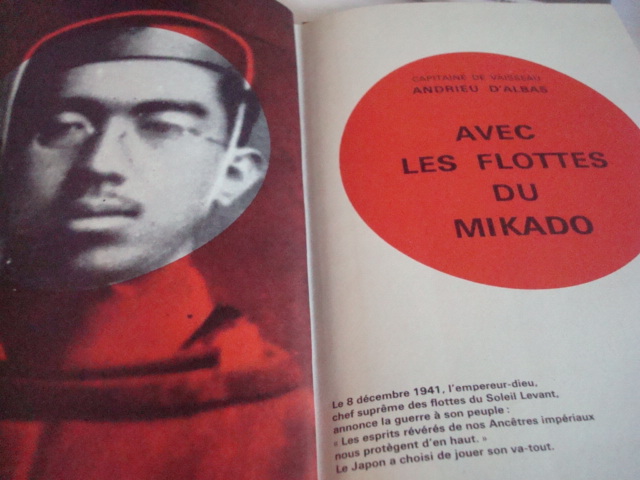 CAPITAINE DE VAISSEAU
ANDRIEU D'ALBAS
AVEC
LES FLOTTES
DU
MIKADO
Le 8 décembre 1941, l'empereur-dieu,
chef suprême des flottes du Soleil Levant,
annonce la guerre à son peuple :
« Les esprits révérés de nos Ancêtres impériaux
nous protègent d'en haut. »
Le Japon a choisi de jouer son va-tout.